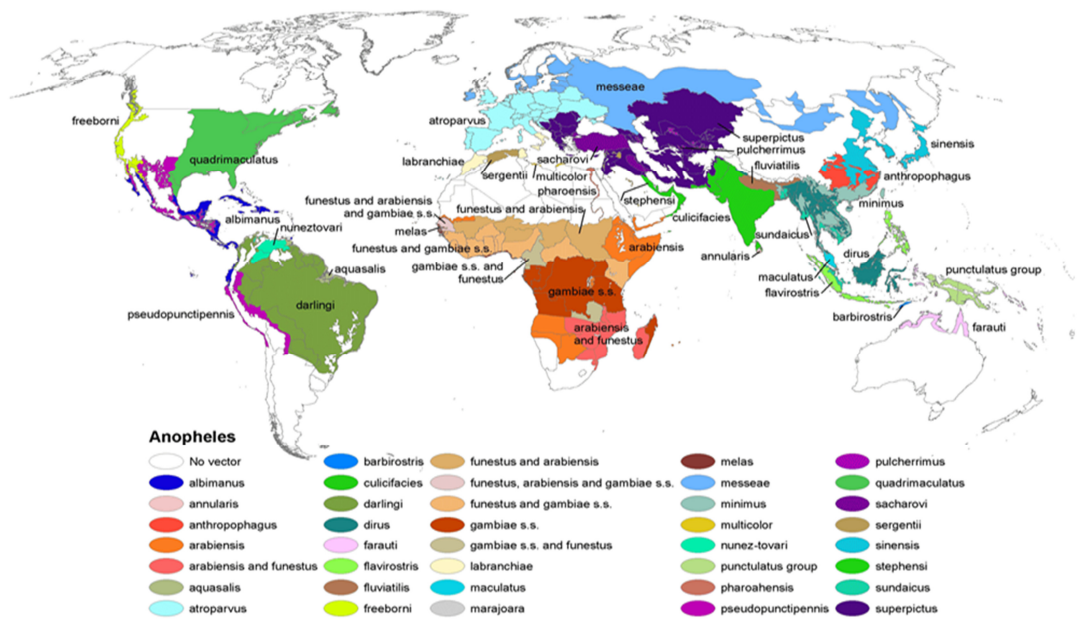 freeborni
quadrimaculatus
albimanus
nuneztovari
aquasalis
darlingi
pseudopunctipennis
messeae
atroparvus
labranchiae
sergentii
sacharovi
multicolor
pharoensis
superpictus
pulcherrimus
fluviatilis
sinensis
anthropophagus
minimus
stephensi
culicifacies
funestus and arabiensis
and gambiae s.s.
funestus and arabiensis
melas
funestus and gambiae s.s.
gambiae s.s. and
funestus
arabiensis
gambiae s.s.
arabiensis
and funestus
sundaicus
annularis
dirus
maculatus
flavirostris
barbirostris
punctulatus group
farauti
Anopheles
No vector
albimanus
annularis
anthropophagus
arabiensis
arabiensis and funestus
aquasalis
atroparvus
barbirostris
culicifacies
darlingi
dirus
farauti
flavirostris
fluviatilis
freeborni
funestus and arabiensis
funestus, arabiensis and gambiae s.s.
funestus and gambiae s.s.
gambiae s.s.
gambiae s.s. and funestus
labranchiae
maculatus
marajoara
melas
messeae
minimus
multicolor
nunez-tovari
punctulatus group
pharoahensis
pseudopunctipennis
pulcherrimus
quadrimaculatus
sacharovi
sergentii
sinensis
stephensi
sundaicus
superpictus